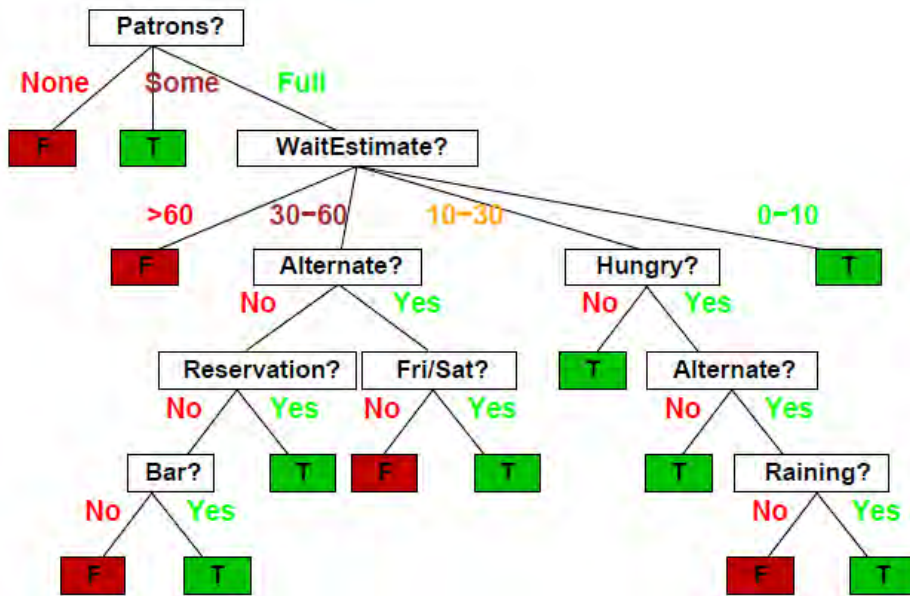 Patrons?
None Some Full
F T WaitEstimate?
>60 30−60 10−30 0−10
F Alternate? Hungry? T
No Yes No Yes
Reservation? Fri/Sat? T Alternate?
No Yes No Yes No Yes
Bar? T F T T Raining?
No Yes No Yes
F T F T